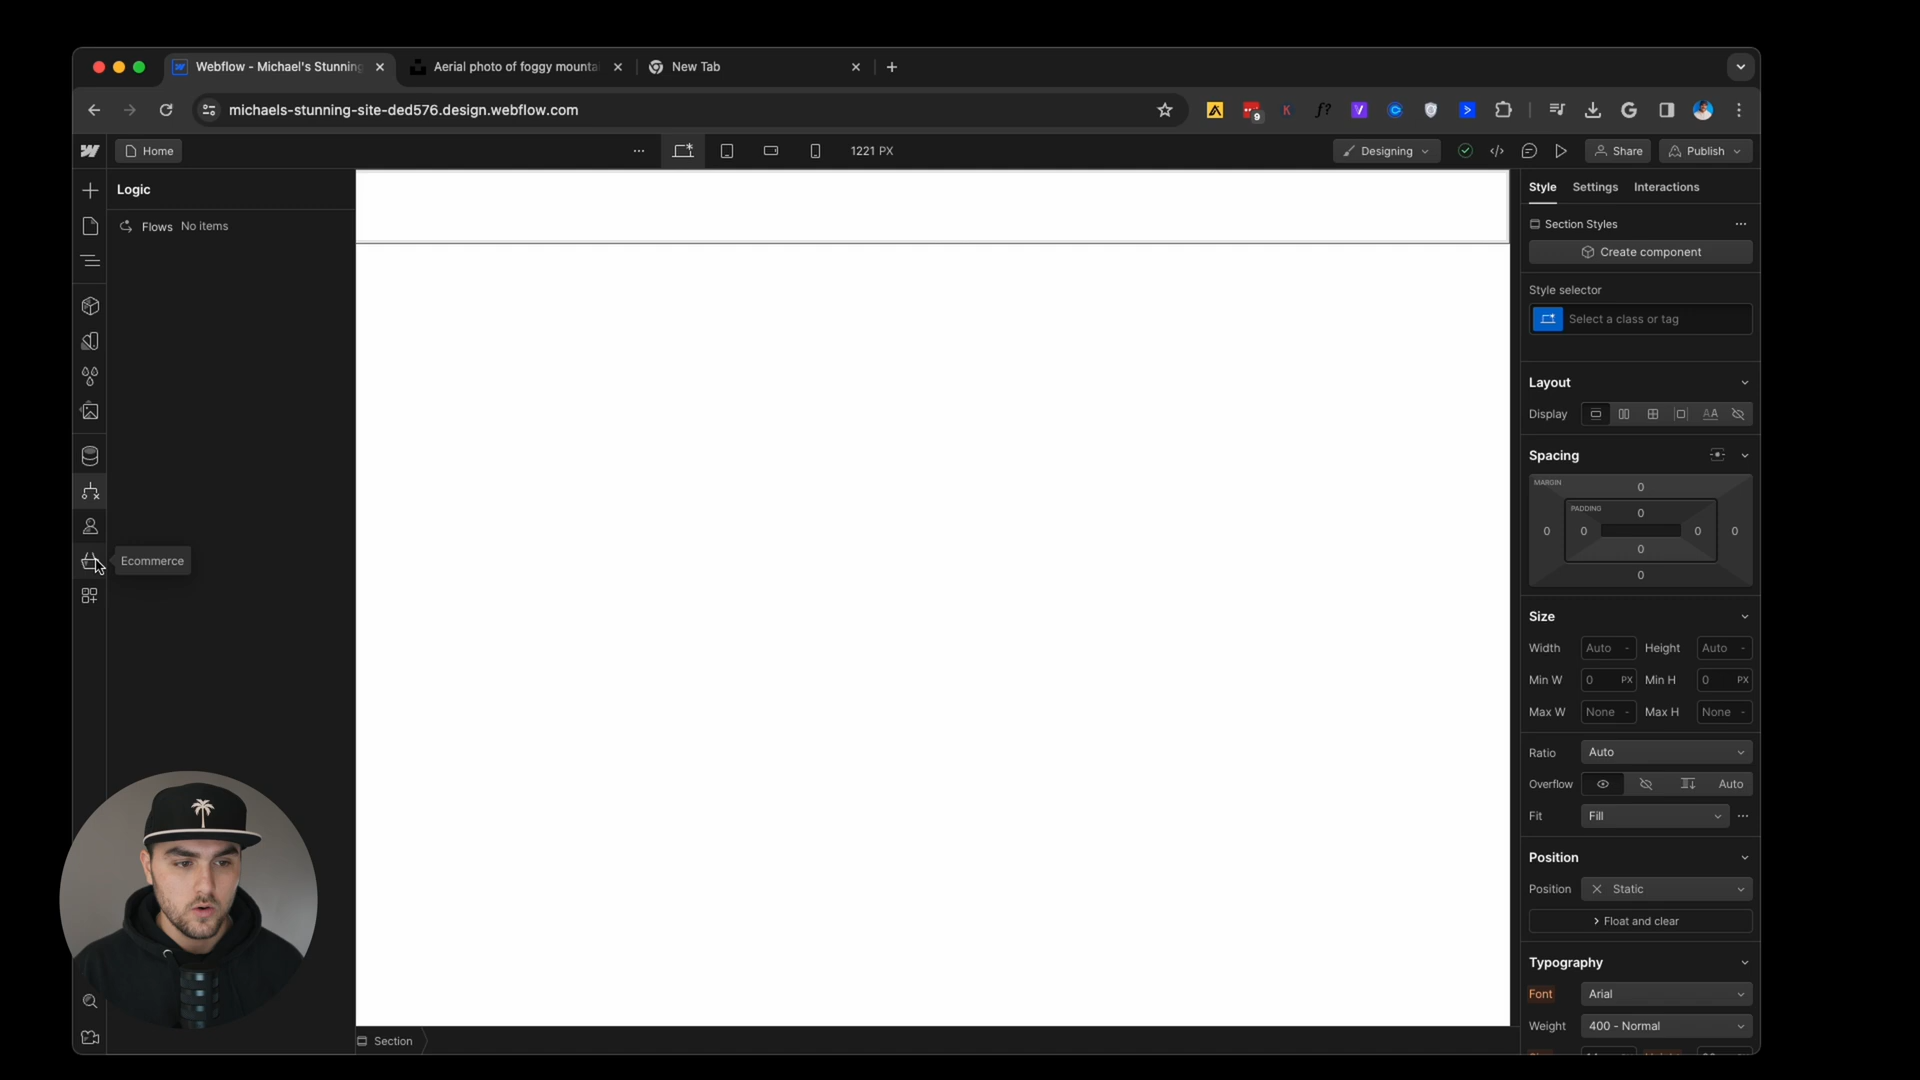 Webflow - Michael's Stunning
Aerial photo of foggy mounta
New Tab
michaels-stunning-site-ded576.design.webflow.com
9
Home
1221 PX
Designing
Share
Publish
Logic
Flows No items
Ecommerce
Style Settings Interactions
Section Styles
Create component
Style selector
Select a class or tag
Layout
Display
Spacing
MARGIN
0
PADDING
0
0 0 0 0
0
0
Size
Width Auto - Height Auto -
Min W 0 PX Min H 0 PX
Max W None - Max H None -
Ratio Auto
Overflow Auto
Fit Fill
Position
Position Static
Float and clear
Typography
Font Arial
Weight 400 - Normal
Section